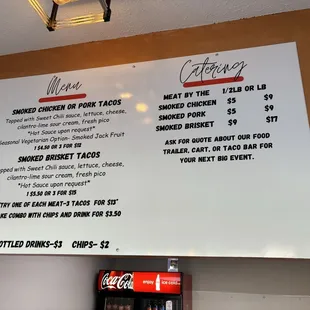 Menu
SMOKED CHICKEN OR PORK TACOS
Topped with Sweet Chili sauce, lettuce, cheese,
cilantro-lime sour cream, fresh pico
*Hot Sauce upon request*
Seasonal Vegetarian Option- Smoked Jack Fruit
1 $4.50 OR 3 FOR $12
SMOKED BRISKET TACOS
Topped with Sweet Chili sauce, lettuce, cheese,
cilantro-lime sour cream, fresh pico
*Hot Sauce upon request*
1 $5.50 OR 3 FOR $15
TRY ONE OF EACH MEAT-3 TACOS FOR $13
AKE COMBO WITH CHIPS AND DRINK FOR $3.50
OTTLED DRINKS-$3 CHIPS- $2
Catering
MEAT BY THE 1/2LB OR LB
SMOKED CHICKEN $5 $9
SMOKED PORK $5 $9
SMOKED BRISKET $9 $17
ASK FOR QUOTE ABOUT OUR FOOD
TRAILER, CART, OR TACO BAR FOR
YOUR NEXT BIG EVENT.
Coca-Cola
enjoy